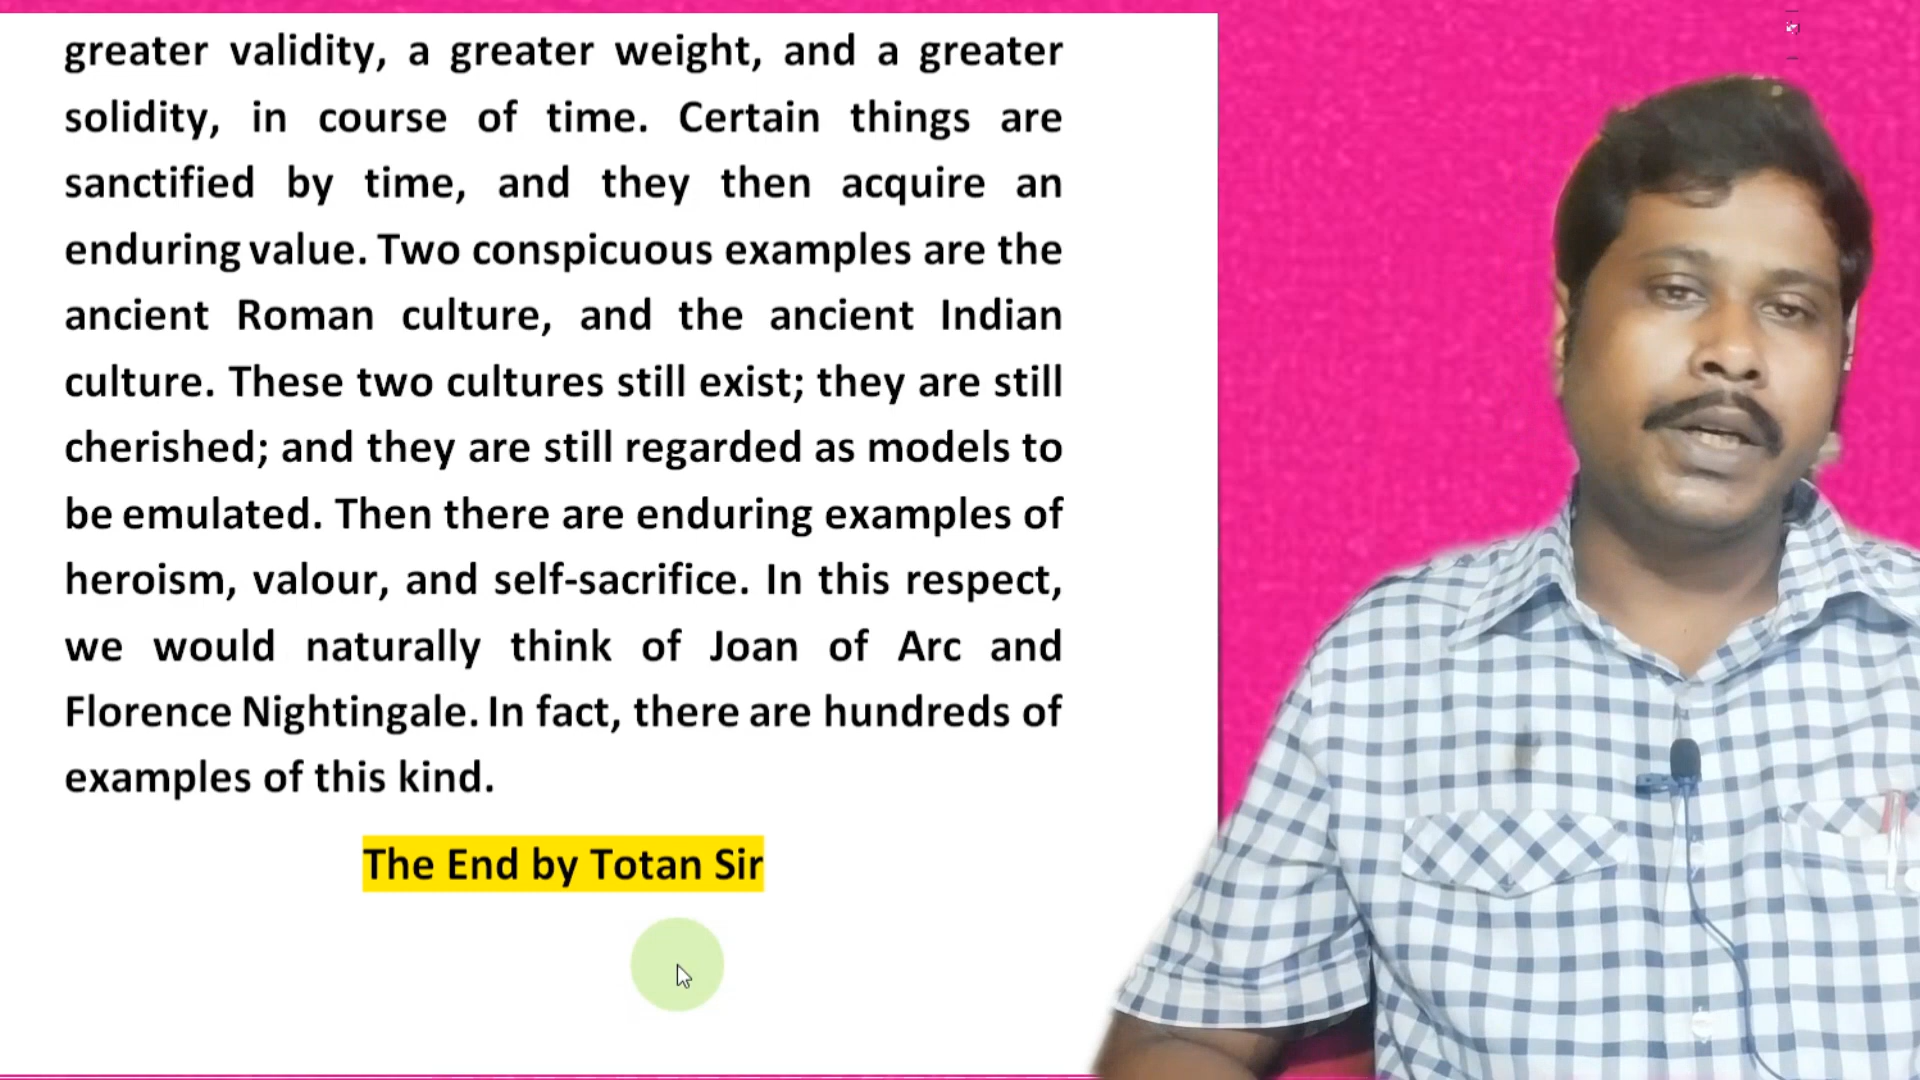 greater validity, a greater weight, and a greater
solidity, in course of time. Certain things are
sanctified by time, and they then acquire an
enduring value. Two conspicuous examples are the
ancient Roman culture, and the ancient Indian
culture. These two cultures still exist; they are still
cherished; and they are still regarded as models to
be emulated. Then there are enduring examples of
heroism, valour, and self-sacrifice. In this respect,
we would naturally think of Joan of Arc and
Florence Nightingale. In fact, there are hundreds of
examples of this kind.
The End by Totan Sir